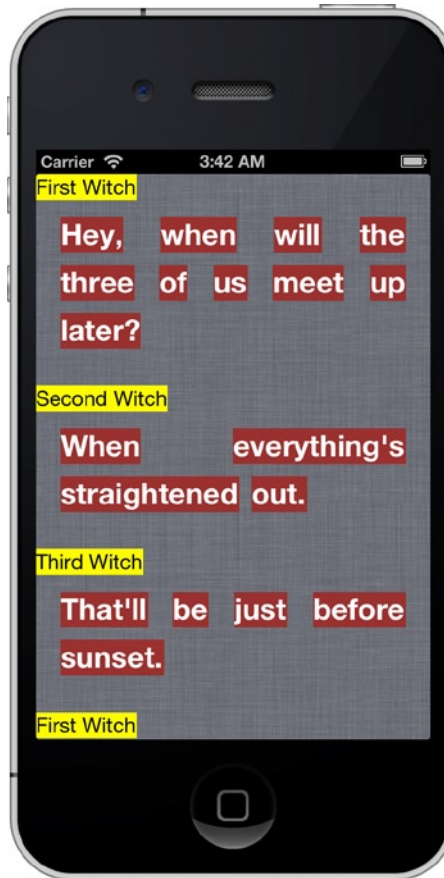 Carrier 3:42 AM
First Witch
Hey, when will the
three of us meet up
later?
Second Witch
When everything's
straightened out.
Third Witch
That'll be just before
sunset.
First Witch